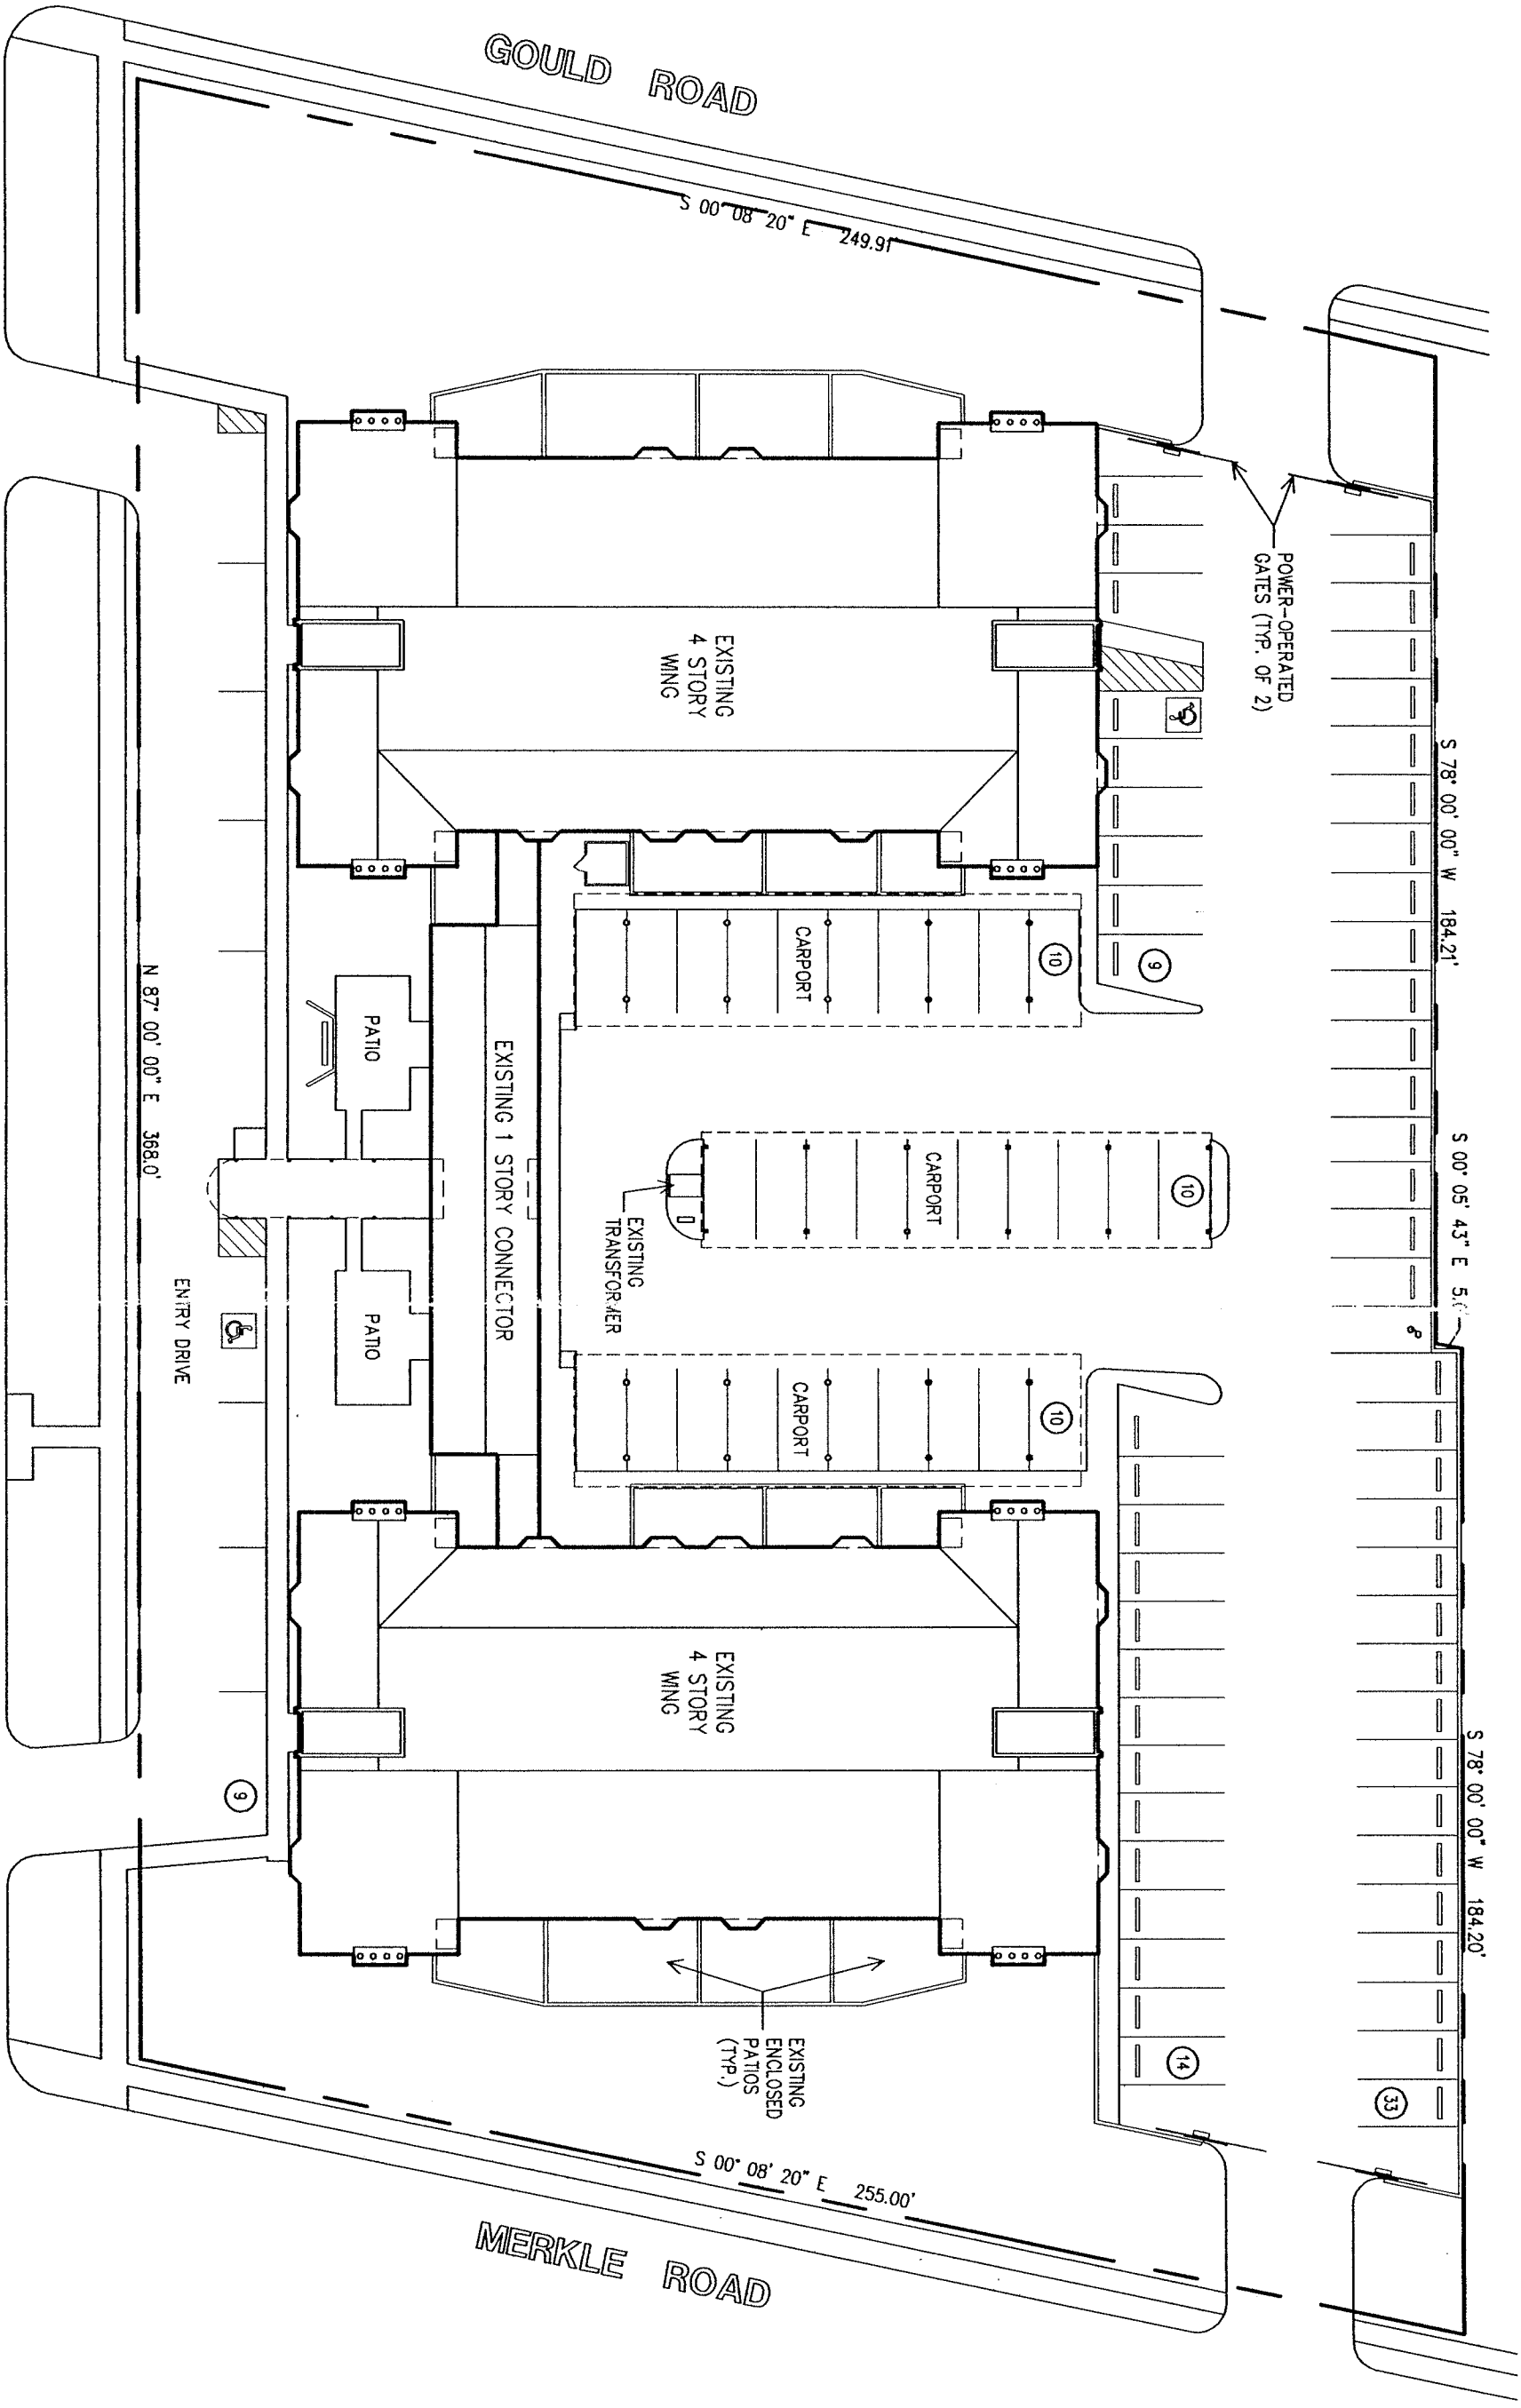 GOULD ROAD
S 00° 08' 20" E 249.91'
POWER-OPERATED
GATES (TYP. OF 2)
S 78° 00' 00" W 184.21'
S 00° 05' 43" E
S 78° 00' 00" W 184.20'
EXISTING
4 STORY
WING
9
10
CARPORT
10
CARPORT
10
CARPORT
EXISTING
TRANSFORMER
EXISTING 1 STORY CONNECTOR
PATIO
PATIO
N 87° 00' 00" E 368.0'
ENTRY DRIVE
9
EXISTING
4 STORY
WING
14
33
EXISTING
ENCLOSED
PATIOS
(TYP.)
S 00° 08' 20" E 255.00'
MERKLE ROAD